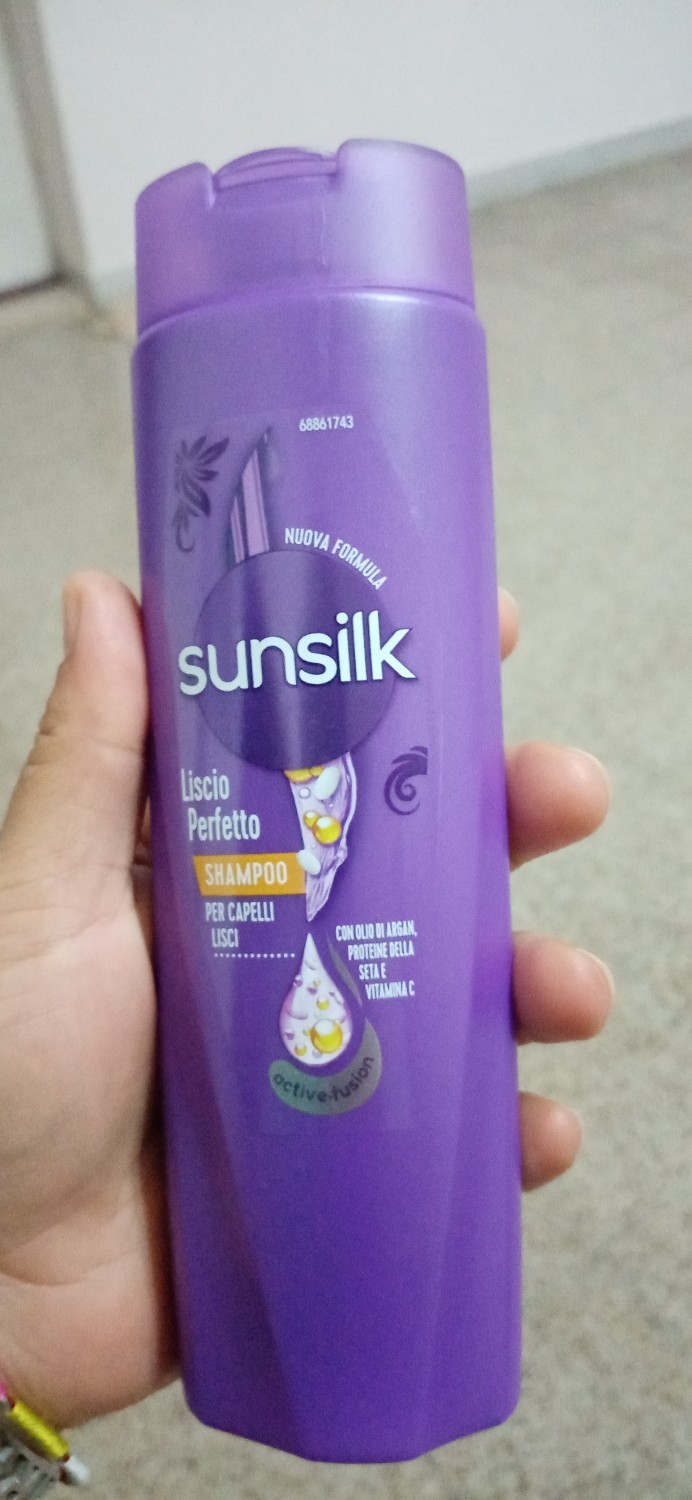 68861743
NUOVA FORMULA
sunsilk
Liscio
Perfetto
SHAMPOO
PER CAPELLI
LISCI
CON OLIO DI ARGAN,
PROTEINE DELLA
SETA E
VITAMINA C
active-fusion